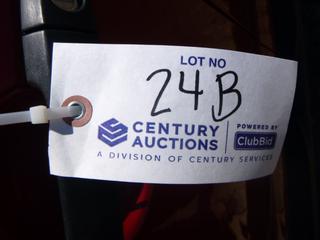 LOT NO
24B
CENTURY AUCTIONS
POWERED BY
ClubBid
A DIVISION OF CENTURY SERVICES